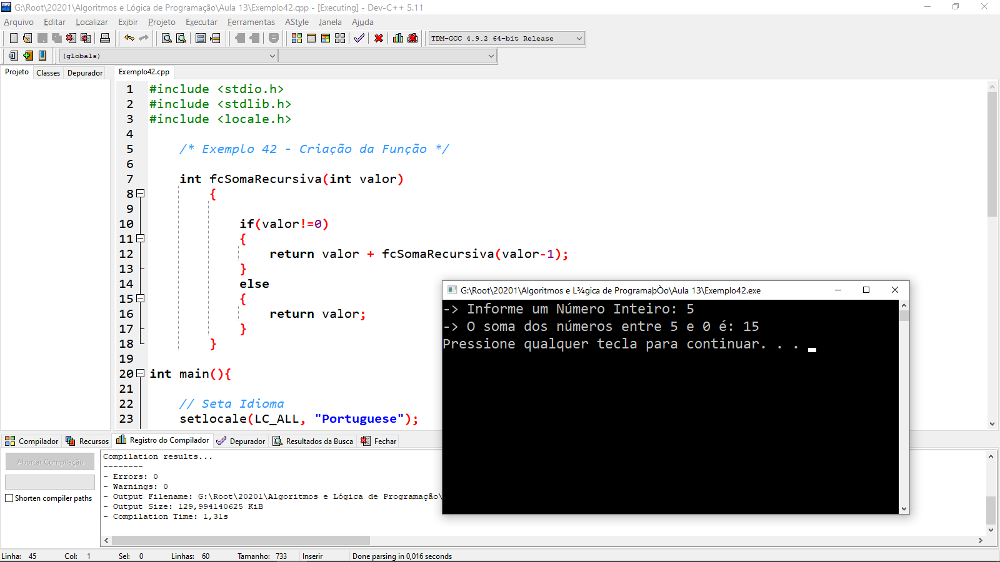 G:\Root\20201\Algoritmos e Lógica de Programação\Aula 13\Exemplo42.cpp - [Executing] - Dev-C++ 5.11
Arquivo Editar Localizar Exibir Projeto Executar Ferramentas AStyle Janela Ajuda
TDM-GCC 4.9.2 64-bit Release
(globals)
Projeto Classes Depurador
Exemplo42.cpp
1 #include <stdio.h>
2 #include <stdlib.h>
3 #include <locale.h>
4
5 /* Exemplo 42 - Criação da Função */
6
7 int fcSomaRecursiva(int valor)
8 {
9
10 if(valor!=0)
11 {
12 return valor + fcSomaRecursiva(valor-1);
13 }
14 else
15 {
16 return valor;
17 }
18 }
19
20 int main(){
21
22 // Seta Idioma
23 setlocale(LC_ALL, "Portuguese");
G:\Root\20201\Algoritmos e L¾gica de ProgramaþÒo\Aula 13\Exemplo42.exe
-> Informe um Número Inteiro: 5
-> O soma dos números entre 5 e 0 é: 15
Pressione qualquer tecla para continuar. . .
Compilador Recursos Registro do Compilador Depurador Resultados da Busca Fechar
Abortar Compilação
Shorten compiler paths
Compilation results...
--------
- Errors: 0
- Warnings: 0
- Output Filename: G:\Root\20201\Algoritmos e Lógica de Programação\
- Output Size: 129,994140625 KiB
- Compilation Time: 1,31s
Linha: 45 Col: 1 Sel: 0 Linhas: 60 Tamanho: 733 Inserir Done parsing in 0,016 seconds